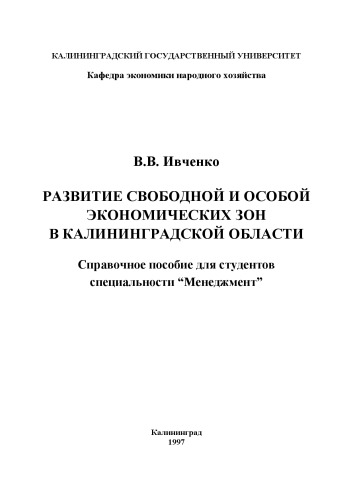 КАЛИНИНГРАДСКИЙ ГОСУДАРСТВЕННЫЙ УНИВЕРСИТЕТ
Кафедра экономики народного хозяйства
В.В. Ивченко
РАЗВИТИЕ СВОБОДНОЙ И ОСОБОЙ
ЭКОНОМИЧЕСКИХ ЗОН
В КАЛИНИНГРАДСКОЙ ОБЛАСТИ
Справочное пособие для студентов
специальности “Менеджмент”
Калининград
1997